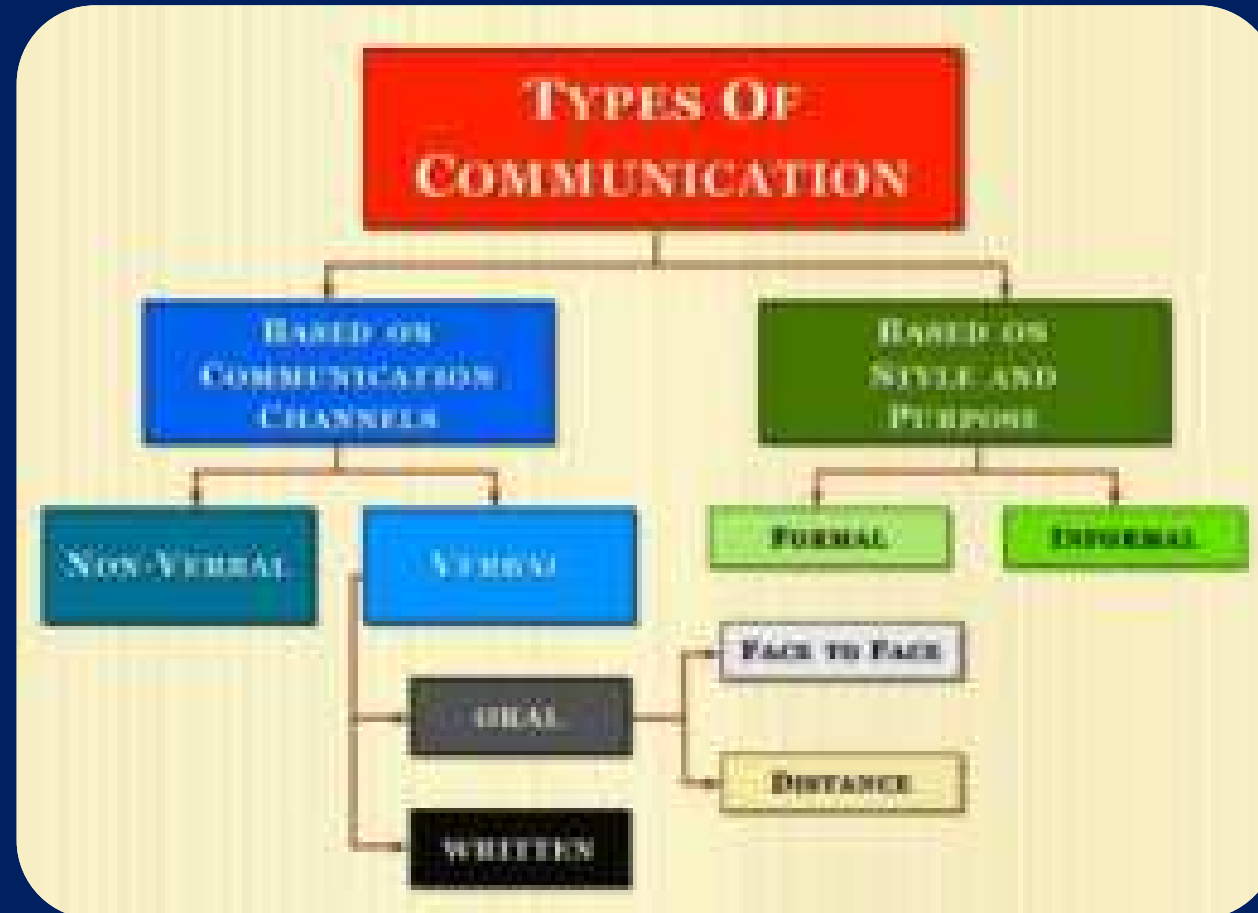 TYPES OF
COMMUNICATION
BASED ON
COMMUNICATION
CHANNELS
BASED ON
STYLE AND
PURPOSE
NON-VERBAL
VERBAL
FORMAL
INFORMAL
FACE TO FACE
ORAL
DISTANCE
WRITTEN